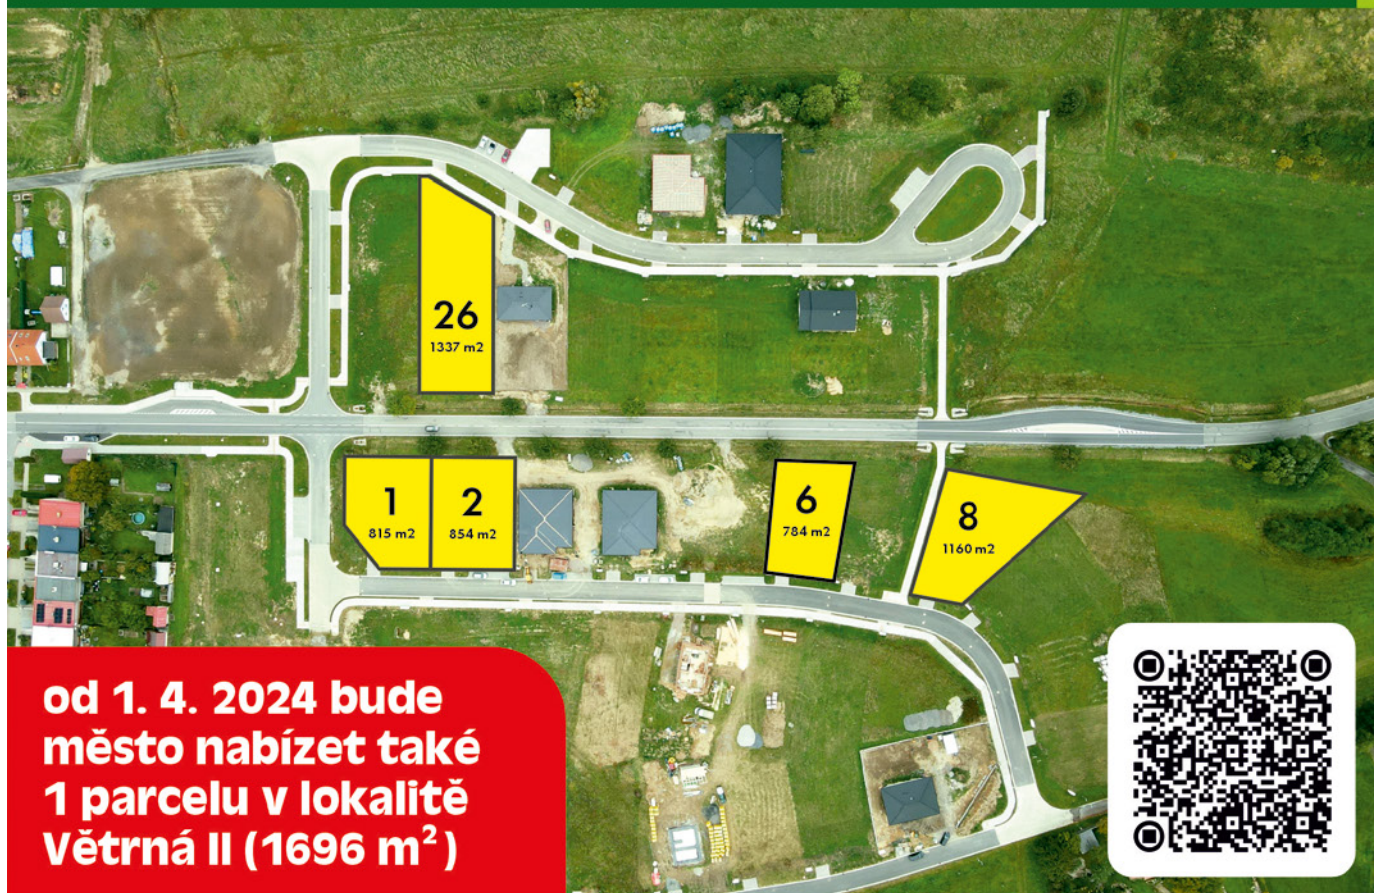 26
1337 m2
1
815 m2
2
854 m2
6
784 m2
8
1160 m2
od 1. 4. 2024 bude
město nabízet také
1 parcelu v lokalitě
Větrná II (1696 m²)